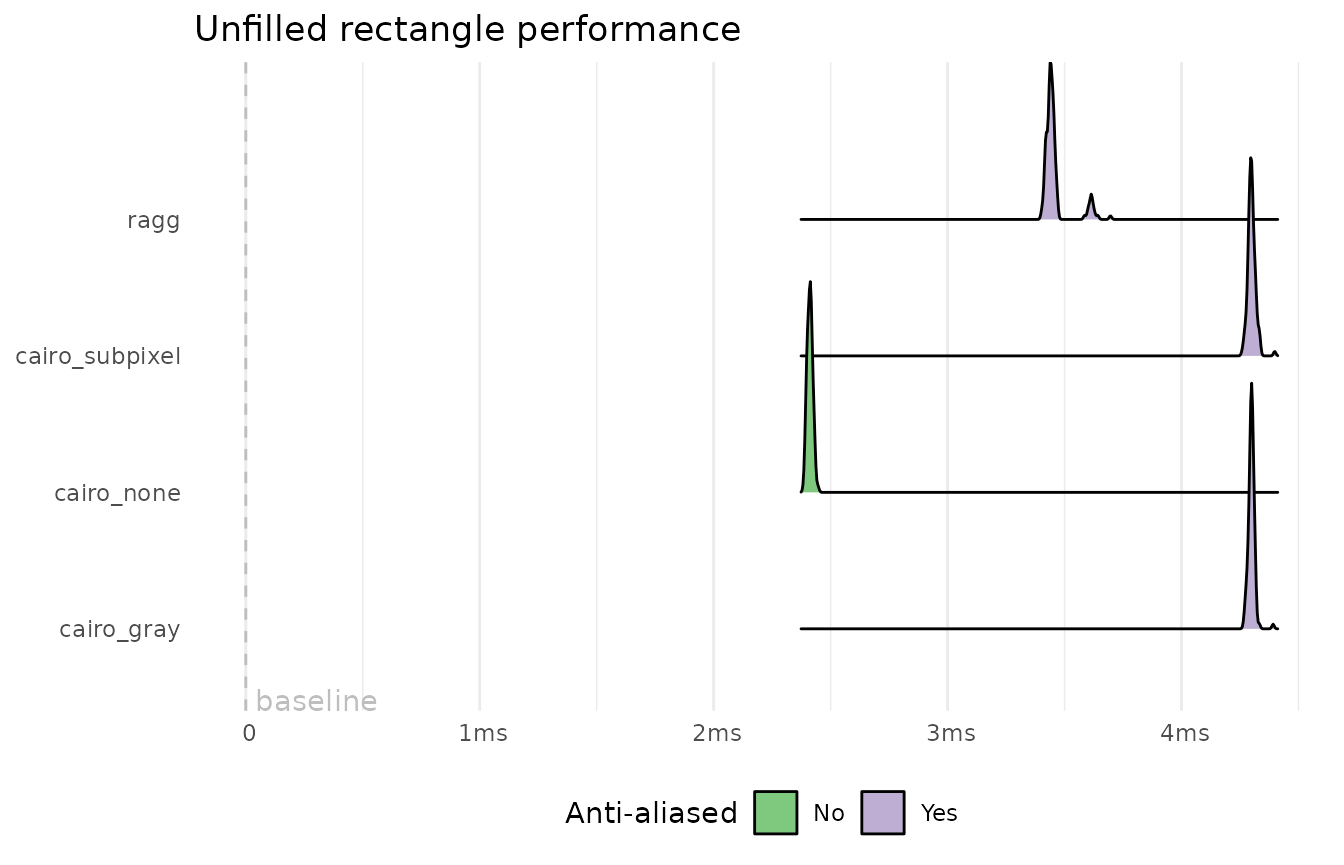 Unfilled rectangle performance
ragg
cairo_subpixel
cairo_none
cairo_gray
baseline
0 1ms 2ms 3ms 4ms
Anti-aliased No Yes